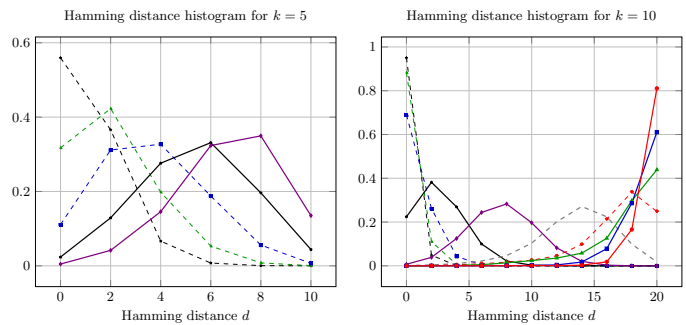 Hamming distance histogram for k = 5
0.6
0.4
0.2
0
0 2 4 6 8 10
Hamming distance d
Hamming distance histogram for k = 10
1
0.8
0.6
0.4
0.2
0
0 5 10 15 20
Hamming distance d